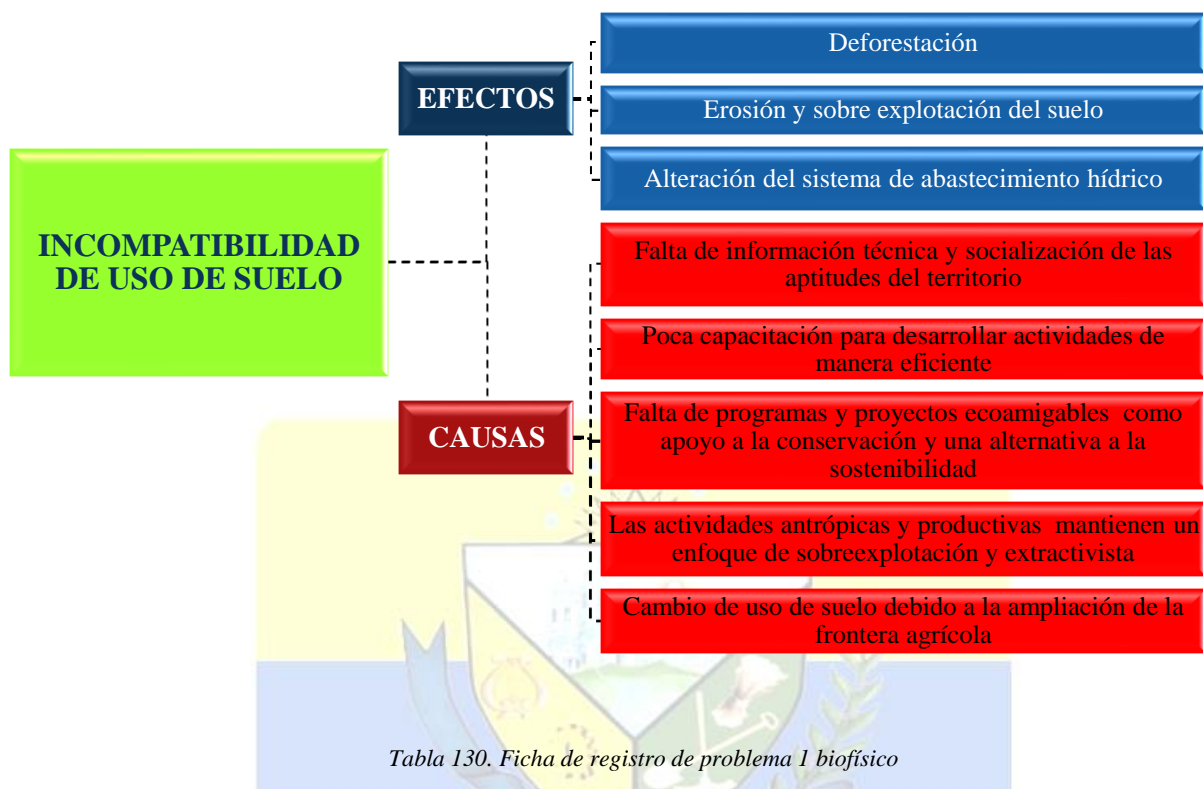 INCOMPATIBILIDAD
DE USO DE SUELO
EFECTOS
Deforestación
Erosión y sobre explotación del suelo
Alteración del sistema de abastecimiento hídrico
CAUSAS
Falta de información técnica y socialización de las
aptitudes del territorio
Poca capacitación para desarrollar actividades de
manera eficiente
Falta de programas y proyectos ecoamigables como
apoyo a la conservación y una alternativa a la
sostenibilidad
Las actividades antrópicas y productivas mantienen un
enfoque de sobreexplotación y extractivista
Cambio de uso de suelo debido a la ampliación de la
frontera agrícola
Tabla 130. Ficha de registro de problema 1 biofísico